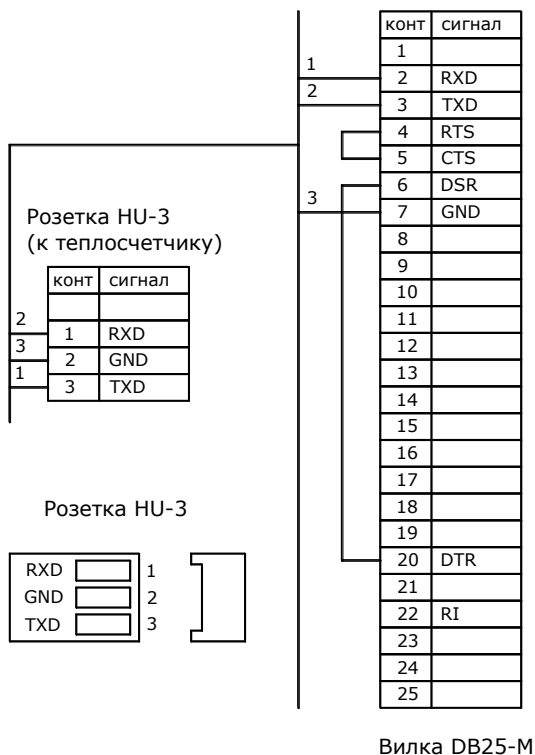 конт сигнал
1
1
2 RXD
2
3 TXD
4 RTS
5 CTS
6 DSR
3
7 GND
8
9
10
11
12
13
14
15
16
17
18
19
20 DTR
21
22 RI
23
24
25
Вилка DB25-M
Розетка HU-3
(к теплосчетчику)
конт сигнал
2
1 RXD
3
2 GND
1
3 TXD
Розетка HU-3
RXD 1
GND 2
TXD 3